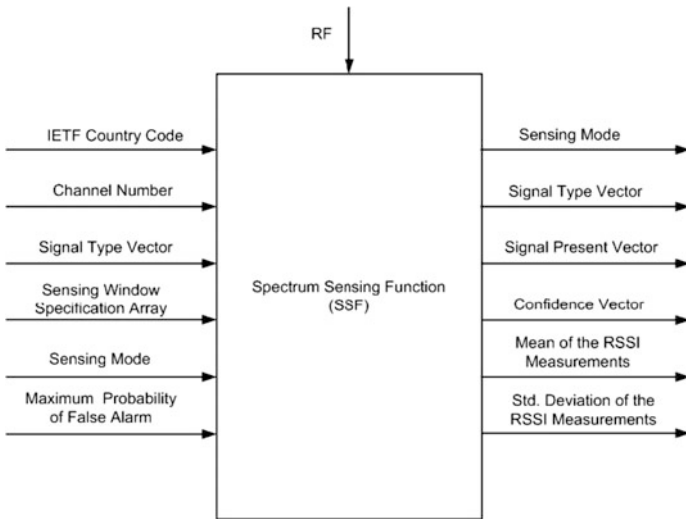 RF
IETF Country Code
Channel Number
Signal Type Vector
Sensing Window
Specification Array
Sensing Mode
Maximum Probability
of False Alarm
Spectrum Sensing Function
(SSF)
Sensing Mode
Signal Type Vector
Signal Present Vector
Confidence Vector
Mean of the RSSI
Measurements
Std. Deviation of the
RSSI Measurements